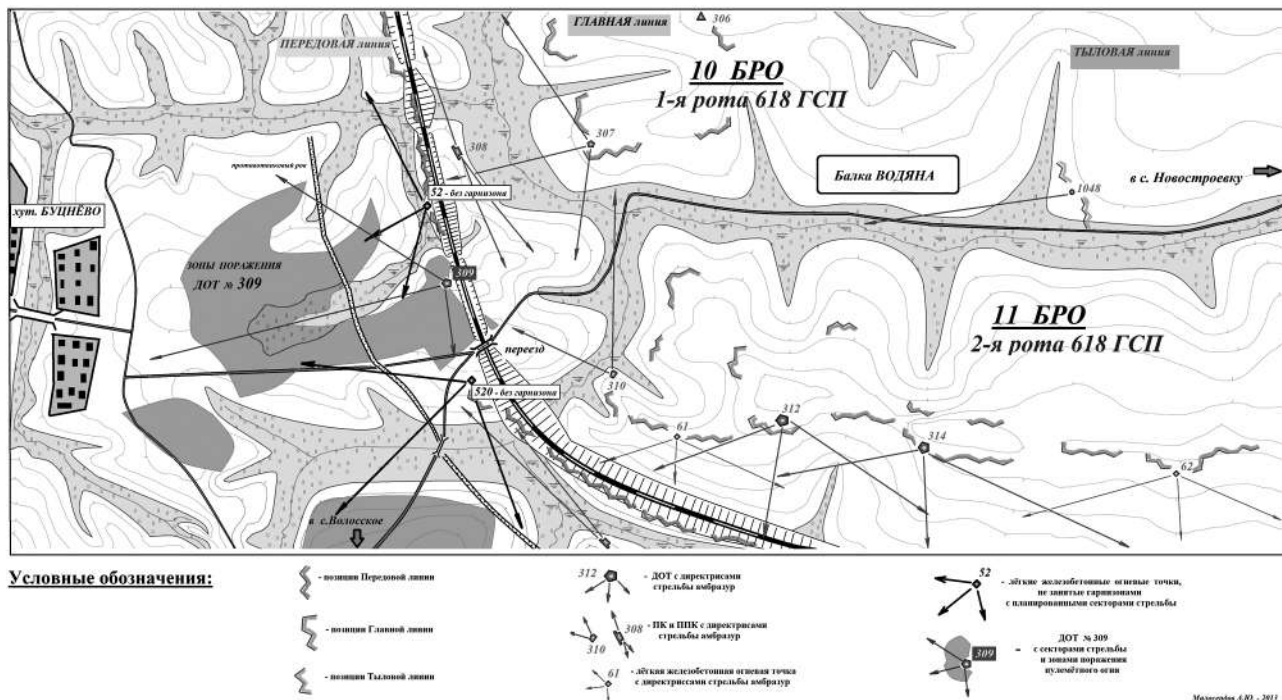 ПЕРЕДОВАЯ линия
ГЛАВНАЯ линия
306
ТЫЛОВАЯ линия
10 БРО
1-я рота 618 ГСП
308
307
противотанковый ров
52 - без гарнизона
Балка ВОДЯНА
1048
в с. Новостроевку
хут. БУЦНЁВО
ЗОНЫ ПОРАЖЕНИЯ
ДОТ № 309
309
11 БРО
2-я рота 618 ГСП
переезд
310
520 - без гарнизона
312
61
314
62
в с.Волосское
Условные обозначения:
- позиции Передовой линии
- позиции Главной линии
- позиции Тыловой линии
312
- ДОТ с директрисами
стрельбы амбразур
310
308
- ПК и ППК с директрисами
стрельбы амбразур
61
- лёгкая железобетонная огневая точка
с директриссами стрельбы амбразур
52
- лёгкие железобетонные огневые точки,
не занятые гарнизонами
с планированными секторами стрельбы
309
ДОТ № 309
- с секторами стрельбы
и зонами поражения
пулемётного огня
- 2013